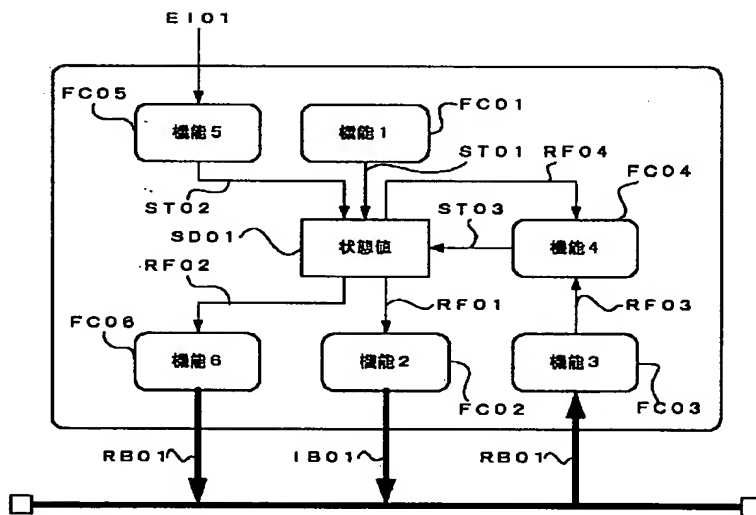 EI01
FC05
機能5
機能1
FC01
ST01
RF04
FC04
ST02
ST03
SD01
状態値
機能4
RF02
RF01
RF03
FC06
機能6
機能2
機能3
FC02
FC03
RB01
IB01
RB01